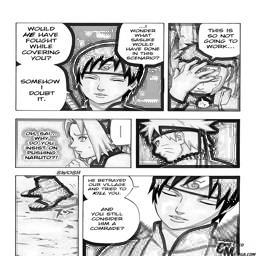 WOULD
HE HAVE
FOUGHT
WHILE
COVERING
YOU?
SOMEHOW
I
DOUBT
IT.
...I
WONDER
WHAT
SASUKE
WOULD HAVE
DONE IN
THIS
SCENARIO?
THIS IS
SO NOT
GOING TO
WORK...
OH, SAI...
WHY DO
YOU INSIST
ON
PUSHING
NARUTO?!
SWOSH
HE BETRAYED
OUR VILLAGE
AND TRIED
TO KILL YOU.
AND YOU
STILL
CONSIDER
HIM A
COMRADE?